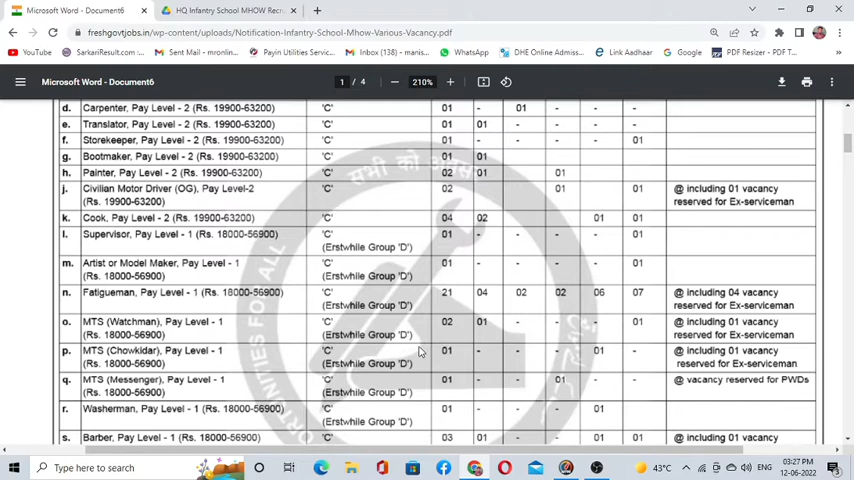 Microsoft Word - Document6
HQ Infantry School MHOW Recru
freshgovtjobs.in/wp-content/uploads/Notification-Infantry-School-Mhow-Various-Vacancy.pdf
YouTube SarkariResult.com : Sent Mail - mronlin... Payin Utilities Servic... Inbox (138) - manis... WhatsApp DHE Online Admiss... Link Aadhaar Google PDF Resizer - Tel | PDF...
Microsoft Word - Document6 1 / 4 210%
d. Carpenter, Pay Level - 2 (Rs. 19900-63200) 'C' 01 - 01 - - -
e. Translator, Pay Level - 2 (Rs. 19900-63200) 'C' 01 01 - - - -
f. Storekeeper, Pay Level - 2 (Rs. 19900-63200) 'C' 01 - - - - 01
g. Bootmaker, Pay Level - 2 (Rs. 19900-63200) 'C' 01 01
h. Painter, Pay Level - 2 (Rs. 19900-63200) 'C' 02 01 01
j. Civilian Motor Driver (OG), Pay Level-2 'C' 02 01 01 @ including 01 vacancy
(Rs. 19900-63200) reserved for Ex-serviceman
k. Cook, Pay Level - 2 (Rs. 19900-63200) 'C' 04 02 01 01
l. Supervisor, Pay Level - 1 (Rs. 18000-56900) 'C' 01 - - - - 01
(Erstwhile Group 'D')
m. Artist or Model Maker, Pay Level - 1 'C' 01 - - - - 01
(Rs. 18000-56900) (Erstwhile Group 'D')
n. Fatigueman, Pay Level - 1 (Rs. 18000-56900) 'C' 21 04 02 02 06 07 @ including 04 vacancy
(Erstwhile Group 'D') reserved for Ex-serviceman
o. MTS (Watchman), Pay Level - 1 'C' 02 01 - - - 01 @ including 01 vacancy
(Rs. 18000-56900) (Erstwhile Group 'D') reserved for Ex-serviceman
p. MTS (Chowkidar), Pay Level - 1 'C' 01 - - - 01 - @ including 01 vacancy
(Rs. 18000-56900) (Erstwhile Group 'D') reserved for Ex-serviceman
q. MTS (Messenger), Pay Level - 1 'C' 01 - - 01 - - @ vacancy reserved for PWDs
(Rs. 18000-56900) (Erstwhile Group 'D')
r. Washerman, Pay Level - 1 (Rs. 18000-56900) 'C' 01 - - 01
(Erstwhile Group 'D')
s. Barber, Pay Level - 1 (Rs. 18000-56900) 'C' 03 01 - - 01 01 @ including 01 vacancy
सभी को अवसर
ORTUNITIES FOR
Type here to search 43°C ENG 03:27 PM
12-06-2022
3